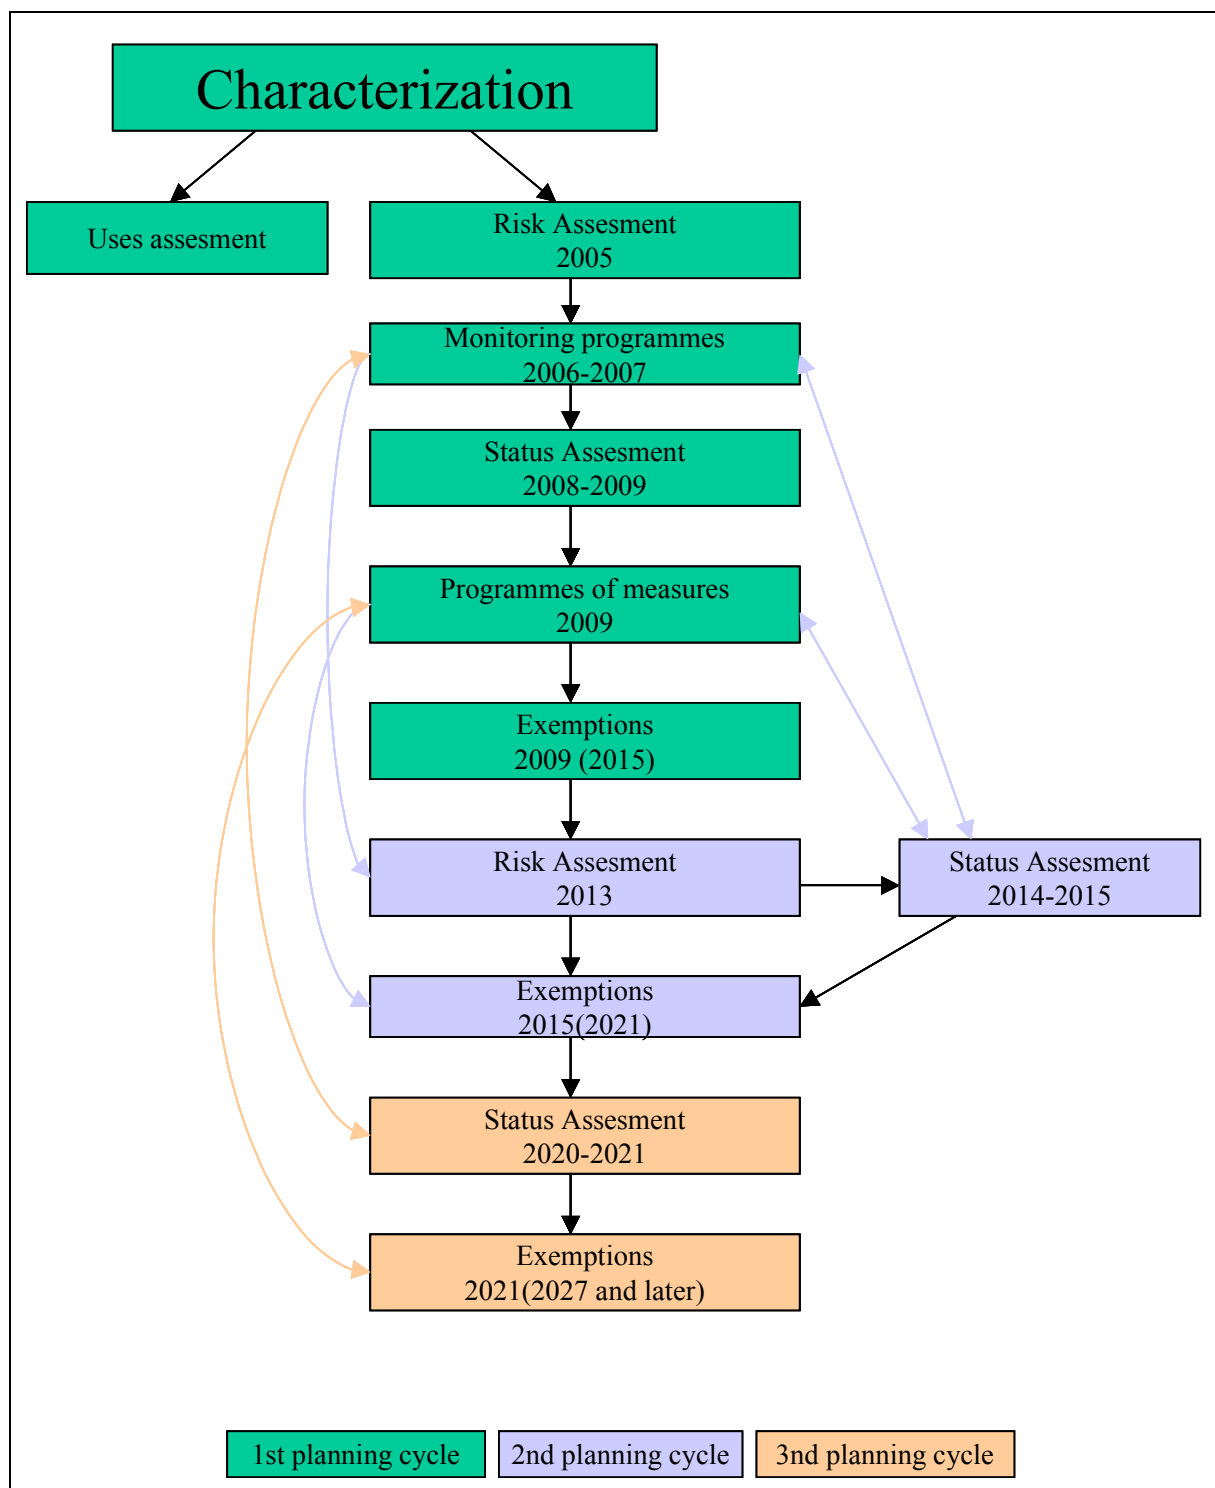 Characterization
Uses assesment
Risk Assesment
2005
Monitoring programmes
2006-2007
Status Assesment
2008-2009
Programmes of measures
2009
Exemptions
2009 (2015)
Risk Assesment
2013
Status Assesment
2014-2015
Exemptions
2015(2021)
Status Assesment
2020-2021
Exemptions
2021(2027 and later)
1st planning cycle
2nd planning cycle
3nd planning cycle